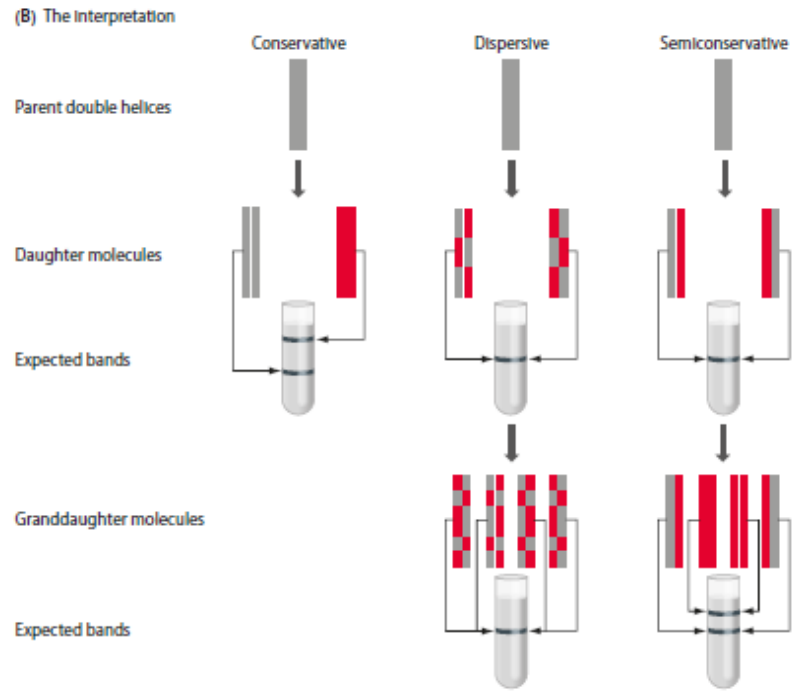 (B) The interpretation
Conservative
Dispersive
Semiconservative
Parent double helices
Daughter molecules
Expected bands
Granddaughter molecules
Expected bands